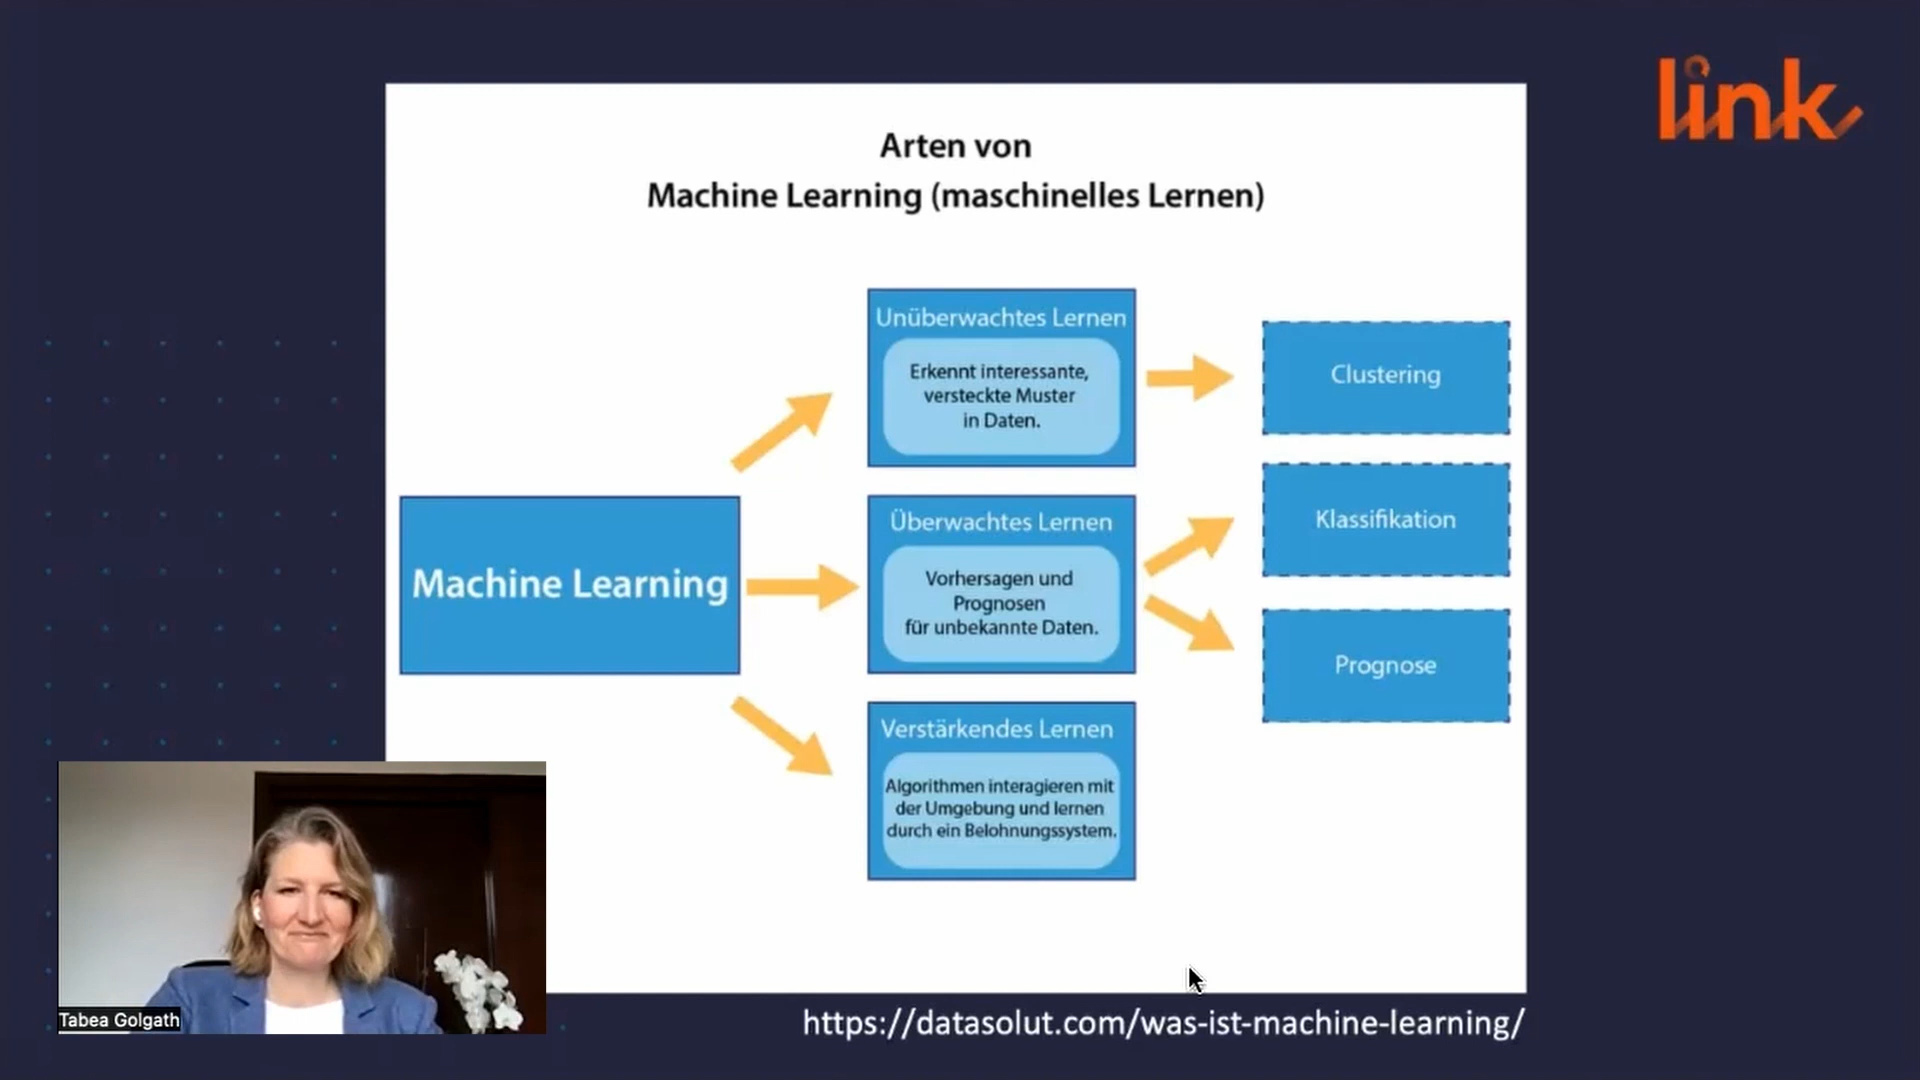 link
Arten von
Machine Learning (maschinelles Lernen)
Unüberwachtes Lernen
Erkennt interessante,
versteckte Muster
in Daten.
Clustering
Machine Learning
Überwachtes Lernen
Vorhersagen und
Prognosen
für unbekannte Daten.
Klassifikation
Prognose
Verstärkendes Lernen
Algorithmen interagieren mit
der Umgebung und lernen
durch ein Belohnungssystem.
Tabea Golgath
https://datasolut.com/was-ist-machine-learning/